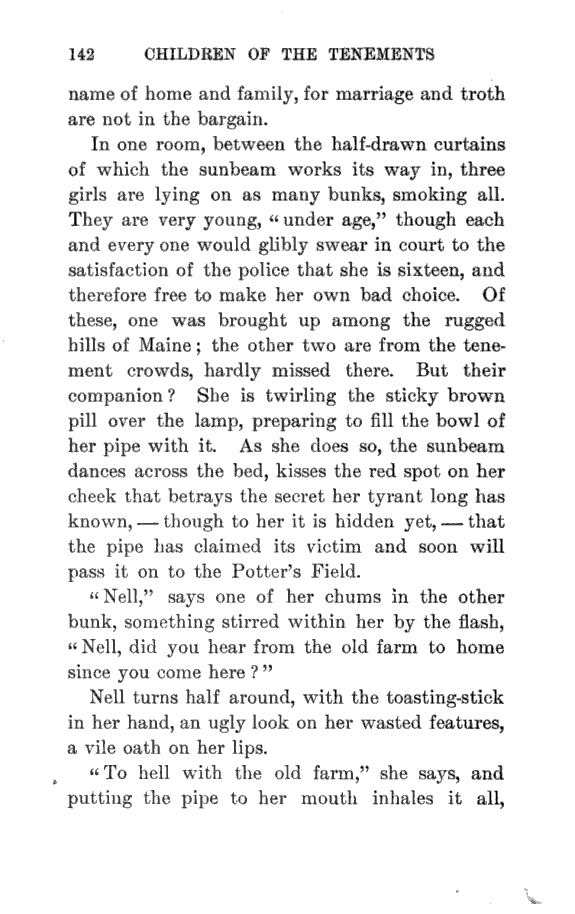 142 CHILDREN OF THE TENEMENTS
name of home and family, for marriage and troth
are not in the bargain.
In one room, between the half-drawn curtains
of which the sunbeam works its way in, three
girls are lying on as many bunks, smoking all.
They are very young, “under age,” though each
and every one would glibly swear in court to the
satisfaction of the police that she is sixteen, and
therefore free to make her own bad choice. Of
these, one was brought up among the rugged
hills of Maine; the other two are from the tene-
ment crowds, hardly missed there. But their
companion? She is twirling the sticky brown
pill over the lamp, preparing to fill the bowl of
her pipe with it. As she does so, the sunbeam
dances across the bed, kisses the red spot on her
cheek that betrays the secret her tyrant long has
known, — though to her it is hidden yet, — that
the pipe has claimed its victim and soon will
pass it on to the Potter’s Field.
“Nell,” says one of her chums in the other
bunk, something stirred within her by the flash,
“Nell, did you hear from the old farm to home
since you come here?”
Nell turns half around, with the toasting-stick
in her hand, an ugly look on her wasted features,
a vile oath on her lips.
“To hell with the old farm,” she says, and
putting the pipe to her mouth inhales it all,